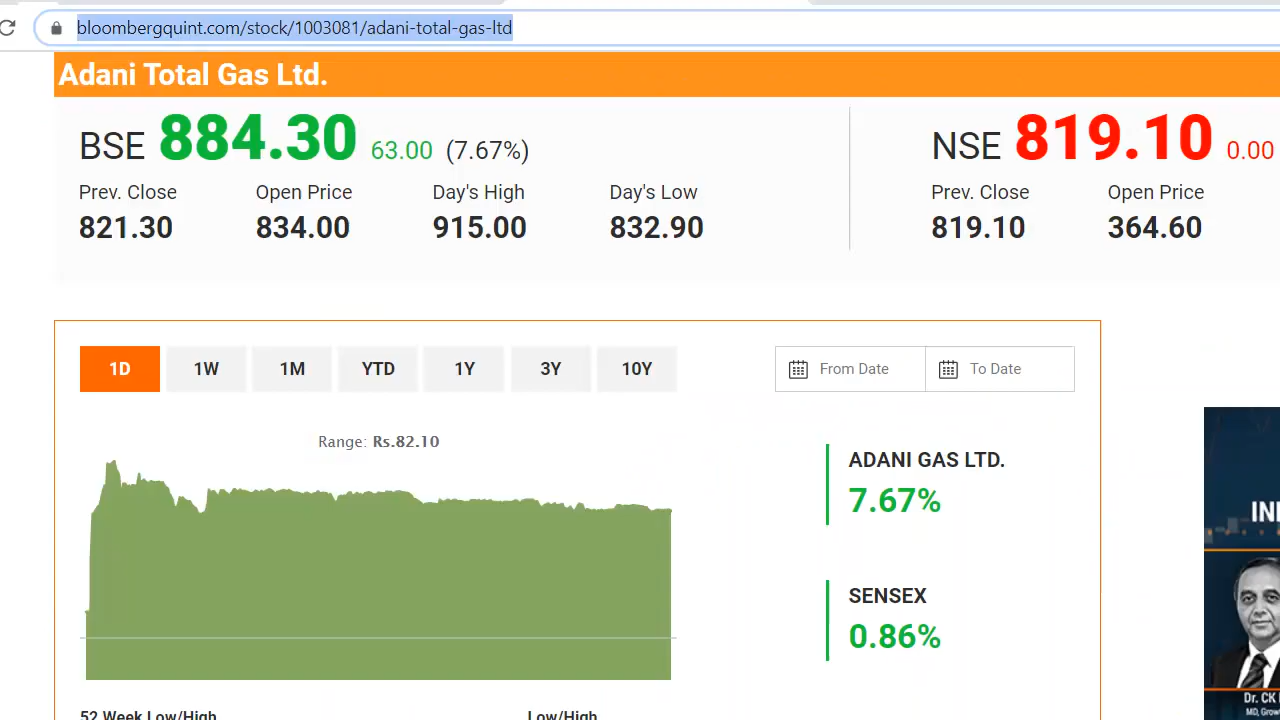 bloombergquint.com/stock/1003081/adani-total-gas-ltd
Adani Total Gas Ltd.
BSE 884.30 63.00 (7.67%)
Prev. Close Open Price Day's High Day's Low
821.30 834.00 915.00 832.90
NSE 819.10 0.00
Prev. Close Open Price
819.10 364.60
1D 1W 1M YTD 1Y 3Y 10Y
From Date To Date
Range: Rs.82.10
ADANI GAS LTD.
7.67%
SENSEX
0.86%
52 Week Low/High Low/High
Dr. CK